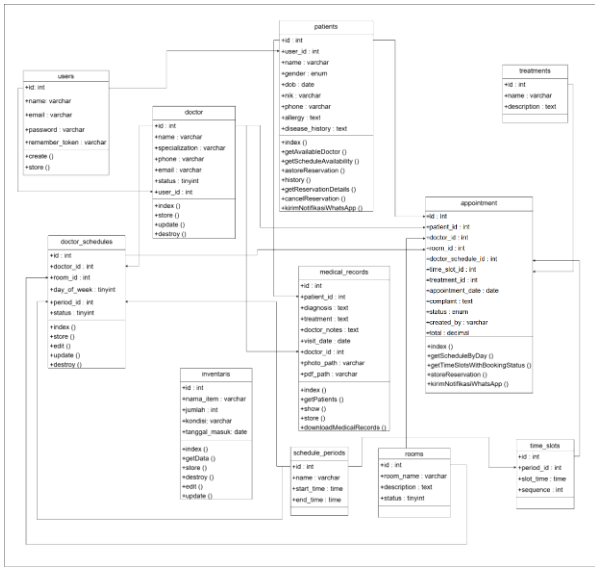 patients
+id : int
+user_id : int
+name : varchar
+gender : enum
+dob : date
+nik : varchar
+phone : varchar
+allergy : text
+disease_history : text
+index ()
+getAvailableDoctor ()
+getScheduleAvailability ()
+astoreReservation ()
+history ()
+getReservationDetails ()
+cancelReservation ()
+kirimNotifikasiWhatsApp ()
users
+id: int
+name: varchar
+email : varchar
+password : varchar
+remember_token : varchar
+create ()
+store ()
treatments
+id : int
+name : varchar
+description : text
doctor
+id : int
+name : varchar
+specialization : varchar
+phone : varchar
+email : varchar
+status : tinyint
+user_id : int
+index ()
+store ()
+update ()
+destroy ()
appointment
+id : int
+patient_id : int
+doctor_id : int
+room_id : int
+doctor_schedule_id : int
+time_slot_id : int
+treatment_id : int
+appointment_date : date
+complaint : text
+status : enum
+created_by : varchar
+total : decimal
+index ()
+getScheduleByDay ()
+getTimeSlotsWithBookingStatus ()
+storeReservation ()
+kirimNotifikasiWhatsApp ()
doctor_schedules
+id : int
+doctor_id : int
+room_id : int
+day_of_week : tinyint
+period_id : int
+status : tinyint
+index ()
+store ()
+edit ()
+update ()
+destroy ()
medical_records
+id : int
+patient_id : int
+diagnosis : text
+treatment : text
+doctor_notes : text
+visit_date : date
+doctor_id : int
+photo_path : varchar
+pdf_path : varchar
+index ()
+getPatients ()
+show ()
+store ()
+downloadMedicalRecords ()
inventaris
+id : int
+nama_item : varchar
+jumlah : int
+kondisi : varchar
+tanggal_masuk: date
+index ()
+getData ()
+store ()
+destroy ()
+edit ()
+update ()
schedule_periods
+id : int
+name : varchar
+start_time : time
+end_time : time
rooms
+id : int
+room_name : varchar
+description : text
+status : tinyint
time_slots
+id : int
+period_id : int
+slot_time : time
+sequence : int